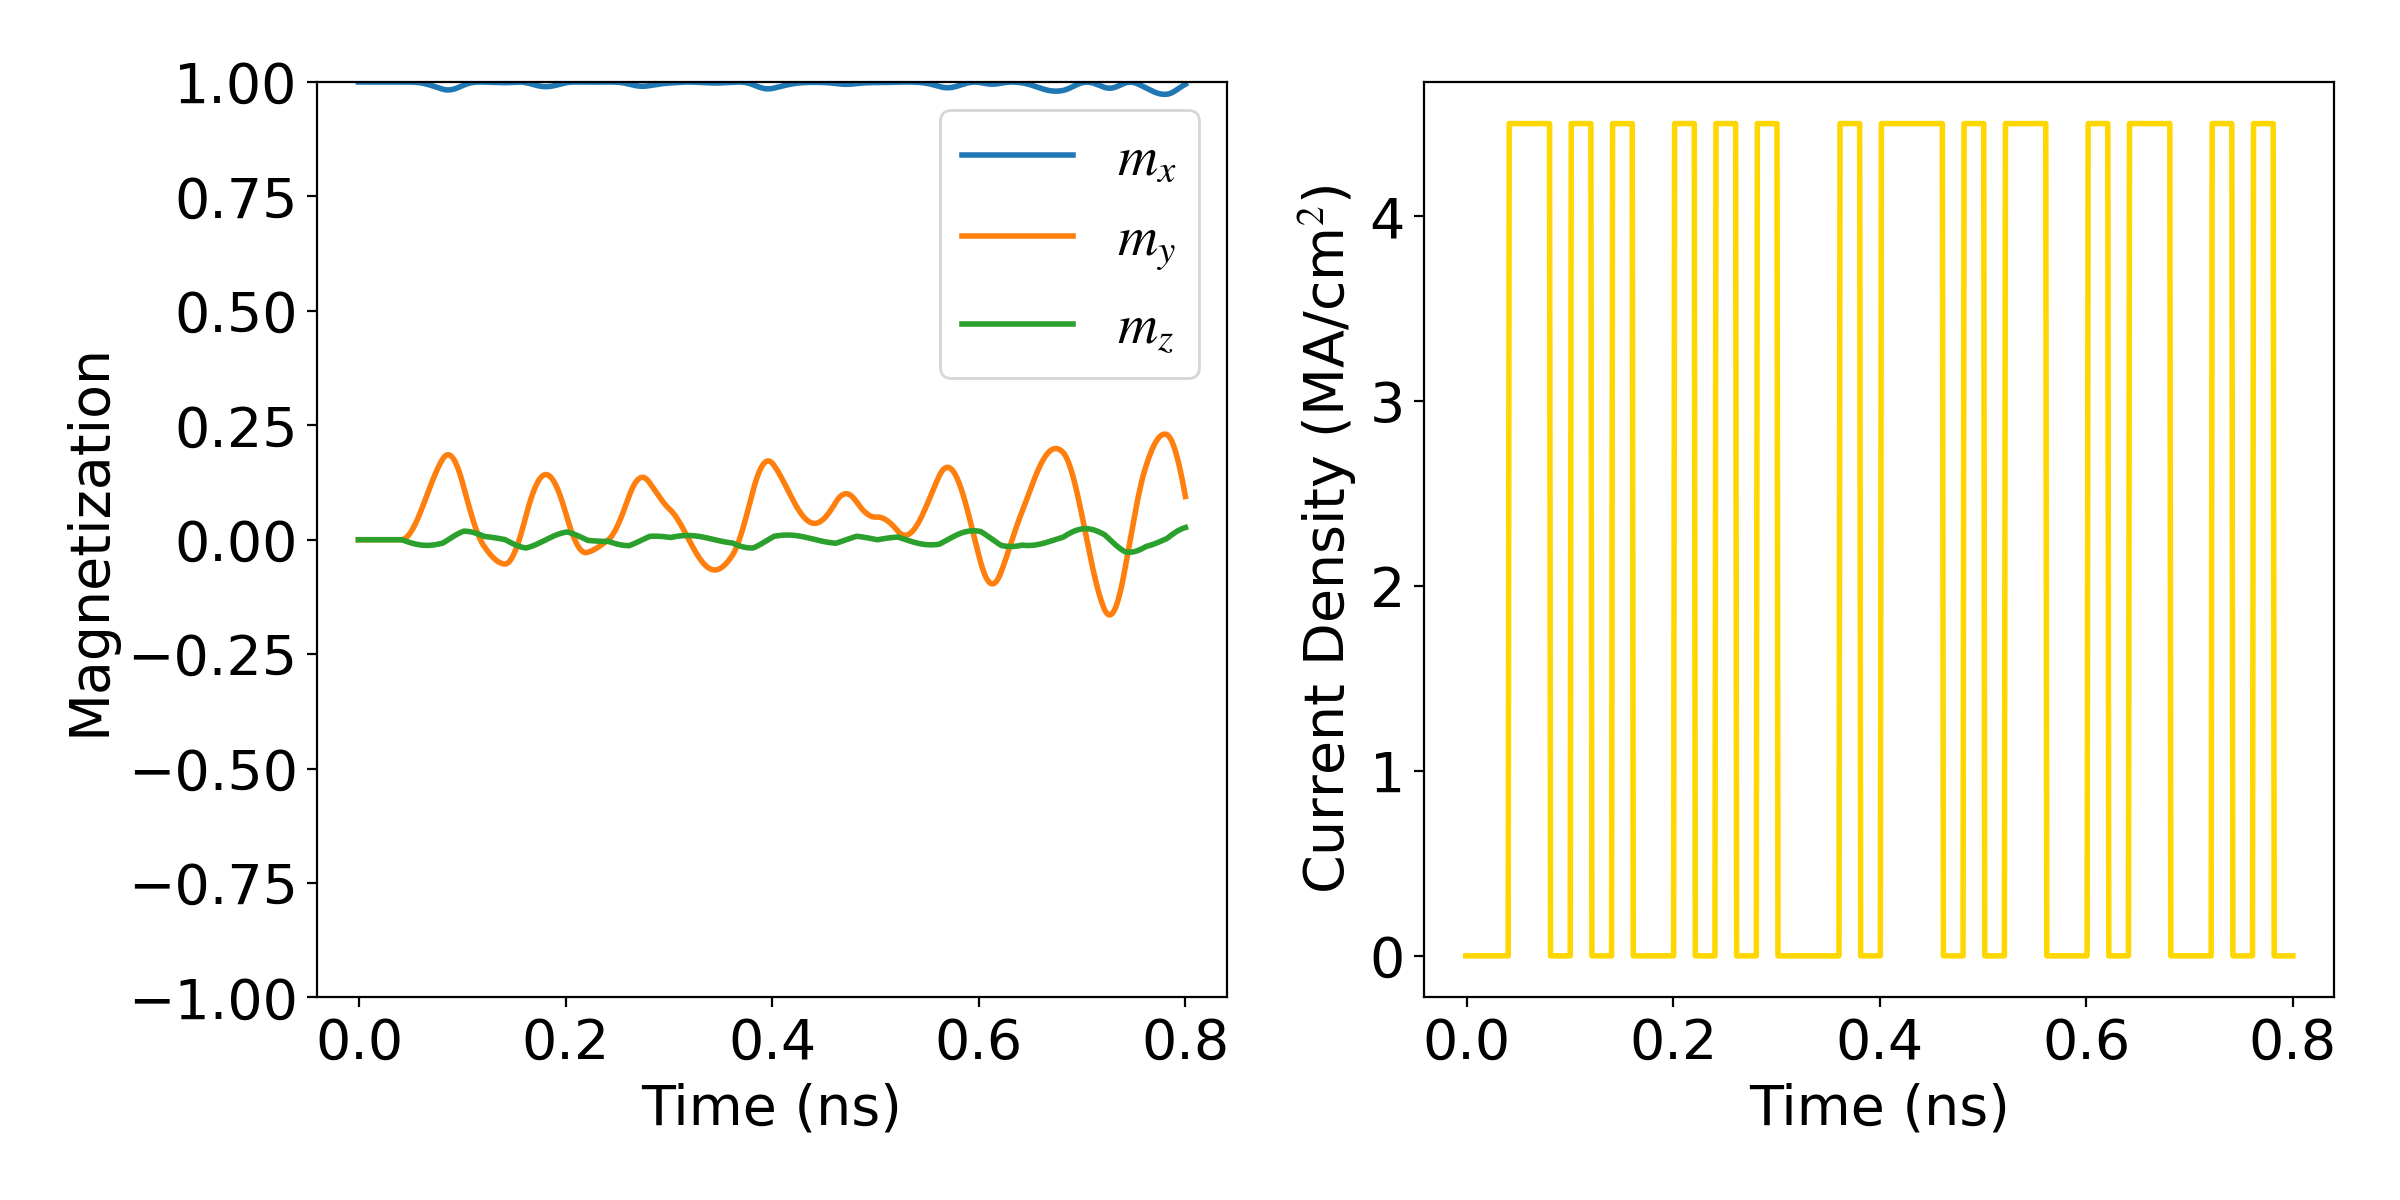 Magnetization
1.00
0.75
0.50
0.25
0.00
−0.25
−0.50
−0.75
−1.00
0.0 0.2 0.4 0.6 0.8
Time (ns)
m_x
m_y
m_z
Current Density (MA/cm²)
4
3
2
1
0
0.0 0.2 0.4 0.6 0.8
Time (ns)